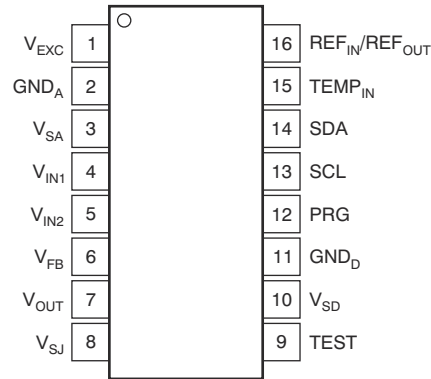 V_EXC 1 16 REF_IN/REF_OUT
GND_A 2 15 TEMP_IN
V_SA 3 14 SDA
V_IN1 4 13 SCL
V_IN2 5 12 PRG
V_FB 6 11 GND_D
V_OUT 7 10 V_SD
V_SJ 8 9 TEST